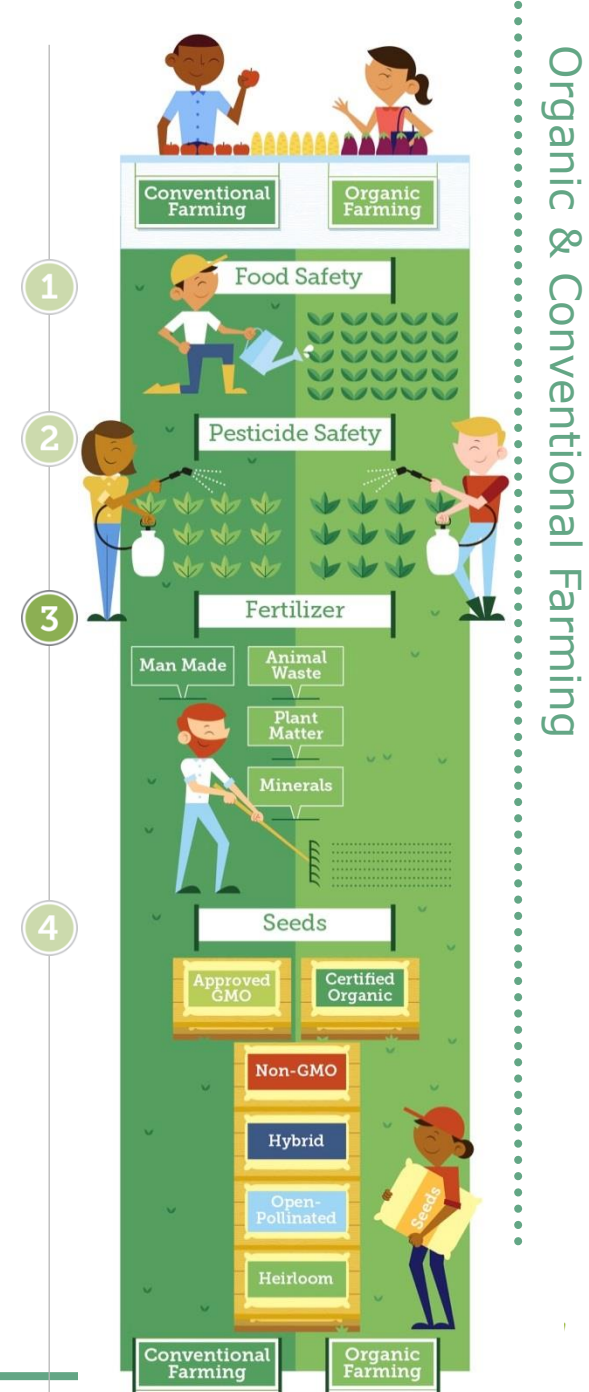 Organic & Conventional Farming
Conventional
Farming
Organic
Farming
1
Food Safety
2
Pesticide Safety
3
Fertilizer
Man Made
Animal
Waste
Plant
Matter
Minerals
4
Seeds
Approved
GMO
Certified
Organic
Non-GMO
Hybrid
Open-
Pollinated
Heirloom
Seeds
Conventional
Farming
Organic
Farming